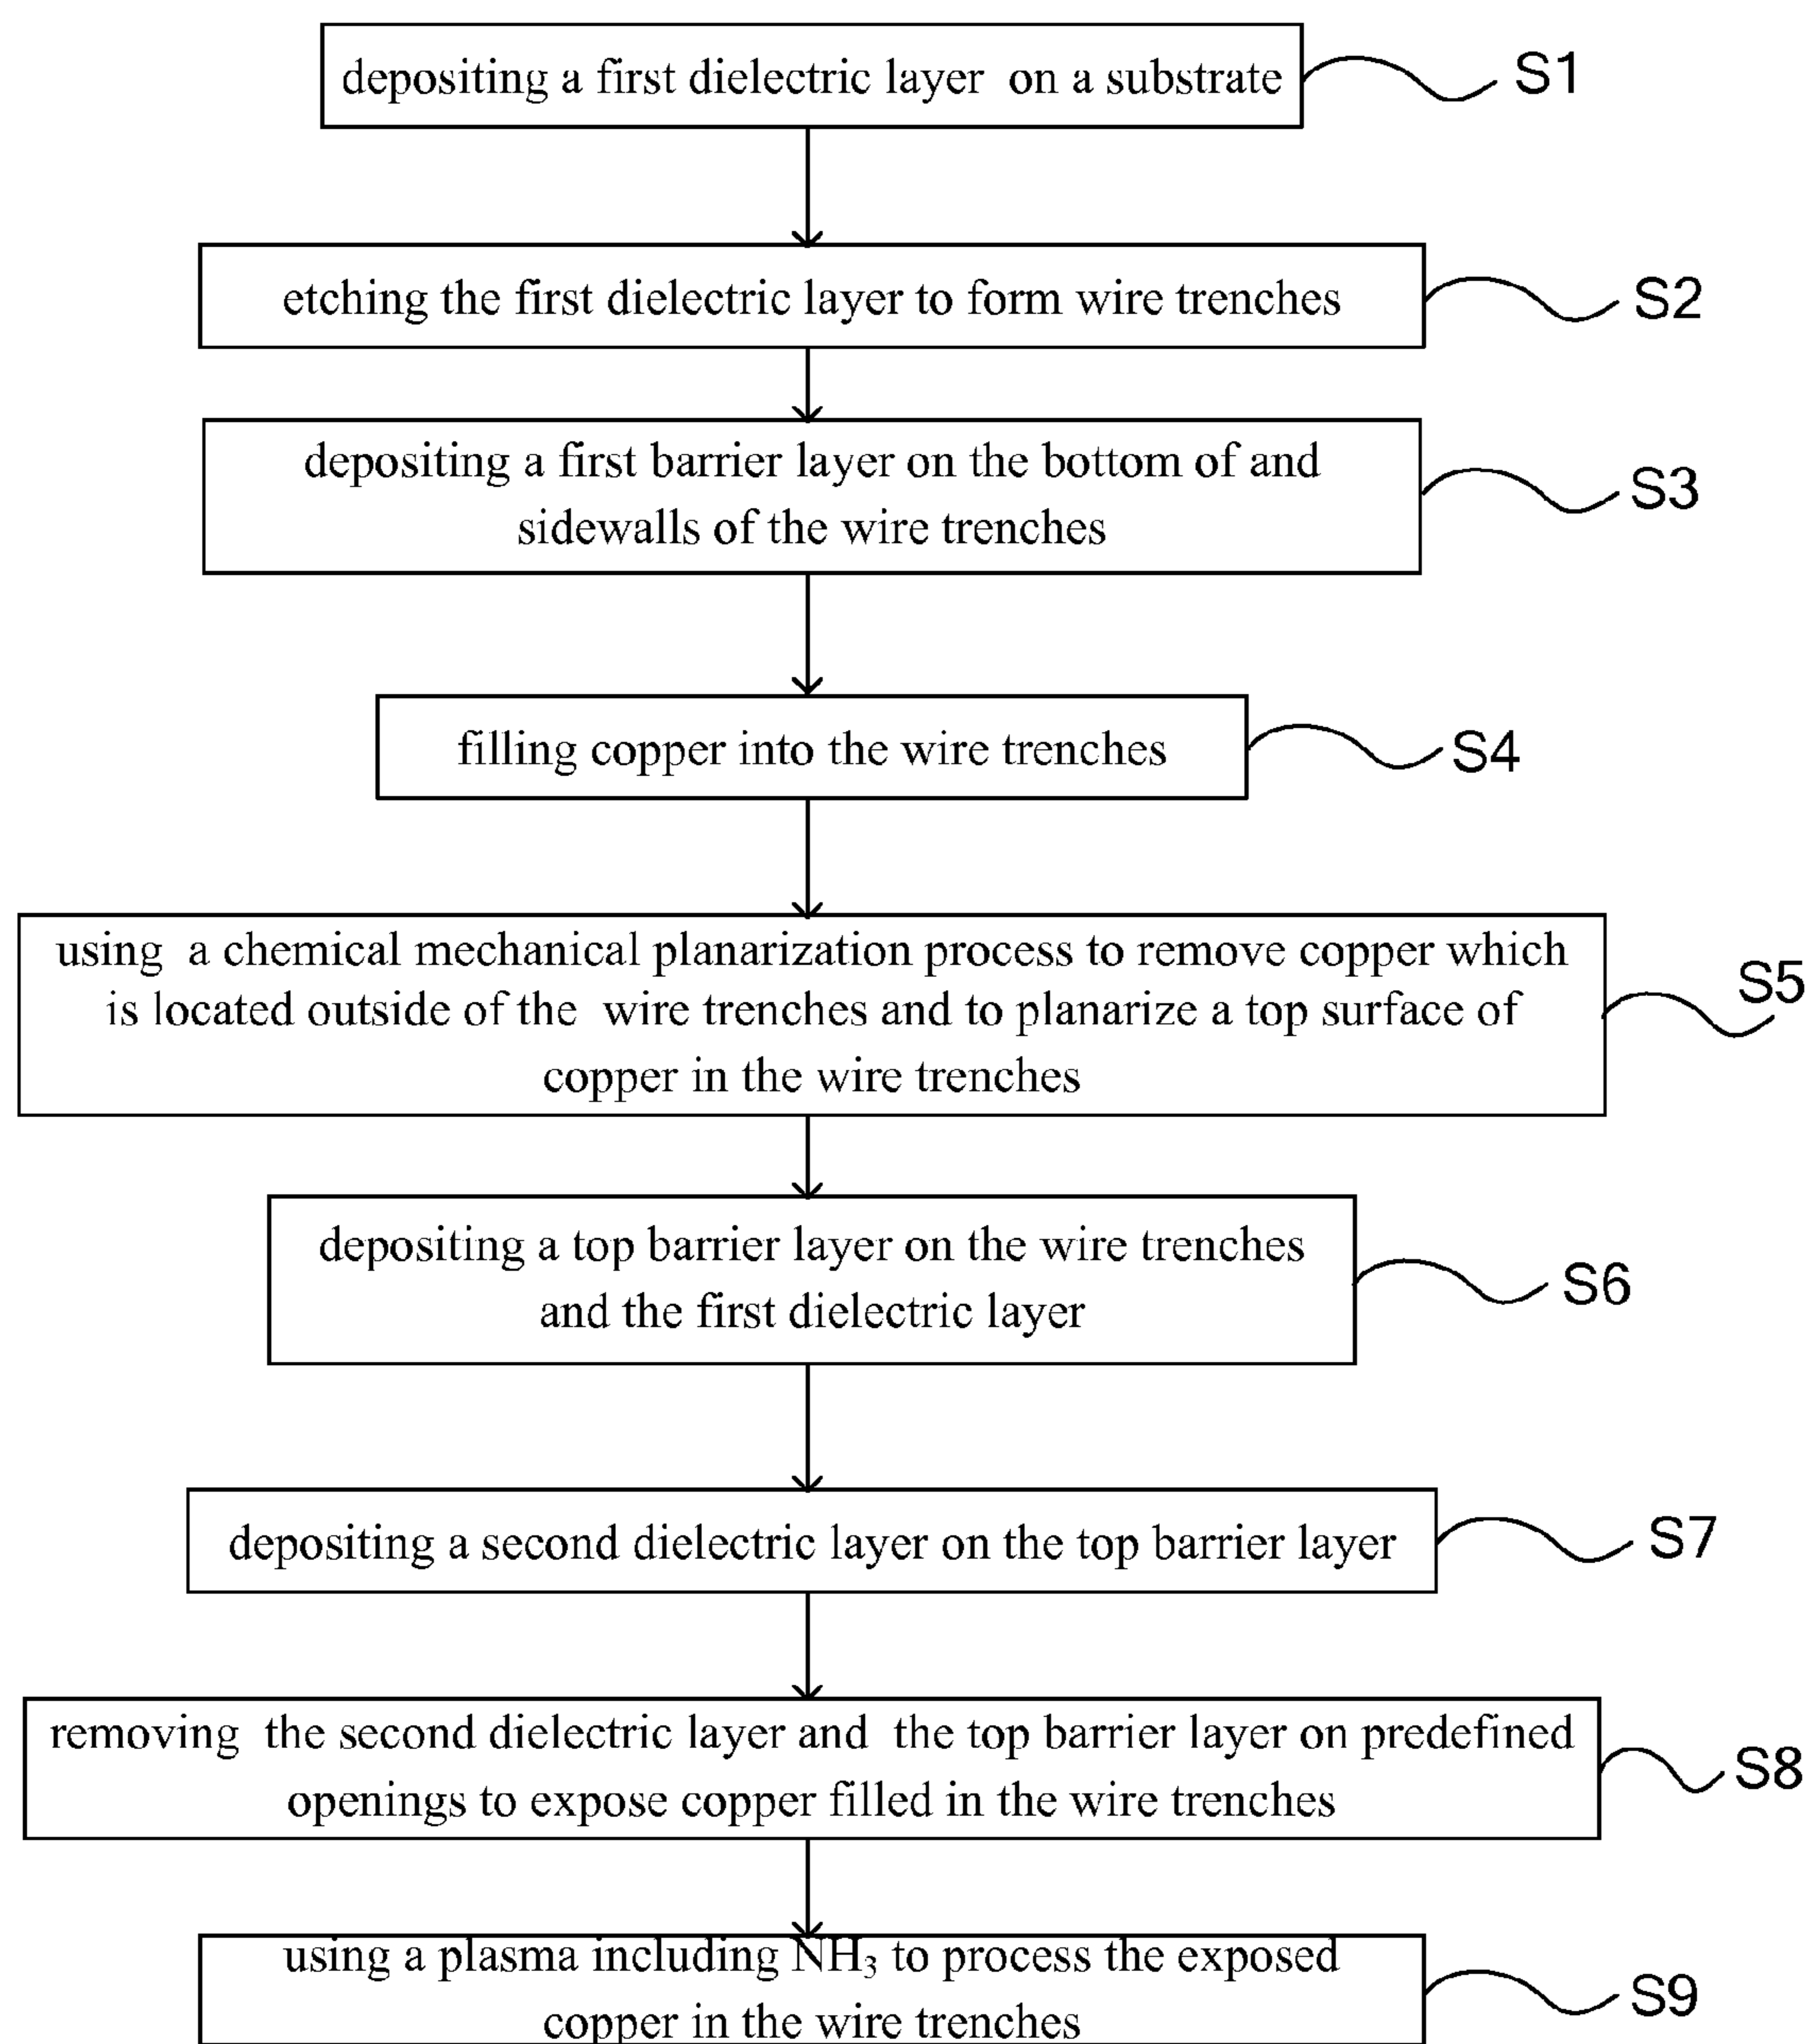 depositing a first dielectric layer on a substrate
S1
etching the first dielectric layer to form wire trenches
S2
depositing a first barrier layer on the bottom of and
sidewalls of the wire trenches
S3
filling copper into the wire trenches
S4
using a chemical mechanical planarization process to remove copper which
is located outside of the wire trenches and to planarize a top surface of
copper in the wire trenches
S5
depositing a top barrier layer on the wire trenches
and the first dielectric layer
S6
depositing a second dielectric layer on the top barrier layer
S7
removing the second dielectric layer and the top barrier layer on predefined
openings to expose copper filled in the wire trenches
S8
using a plasma including NH₃ to process the exposed
copper in the wire trenches
S9